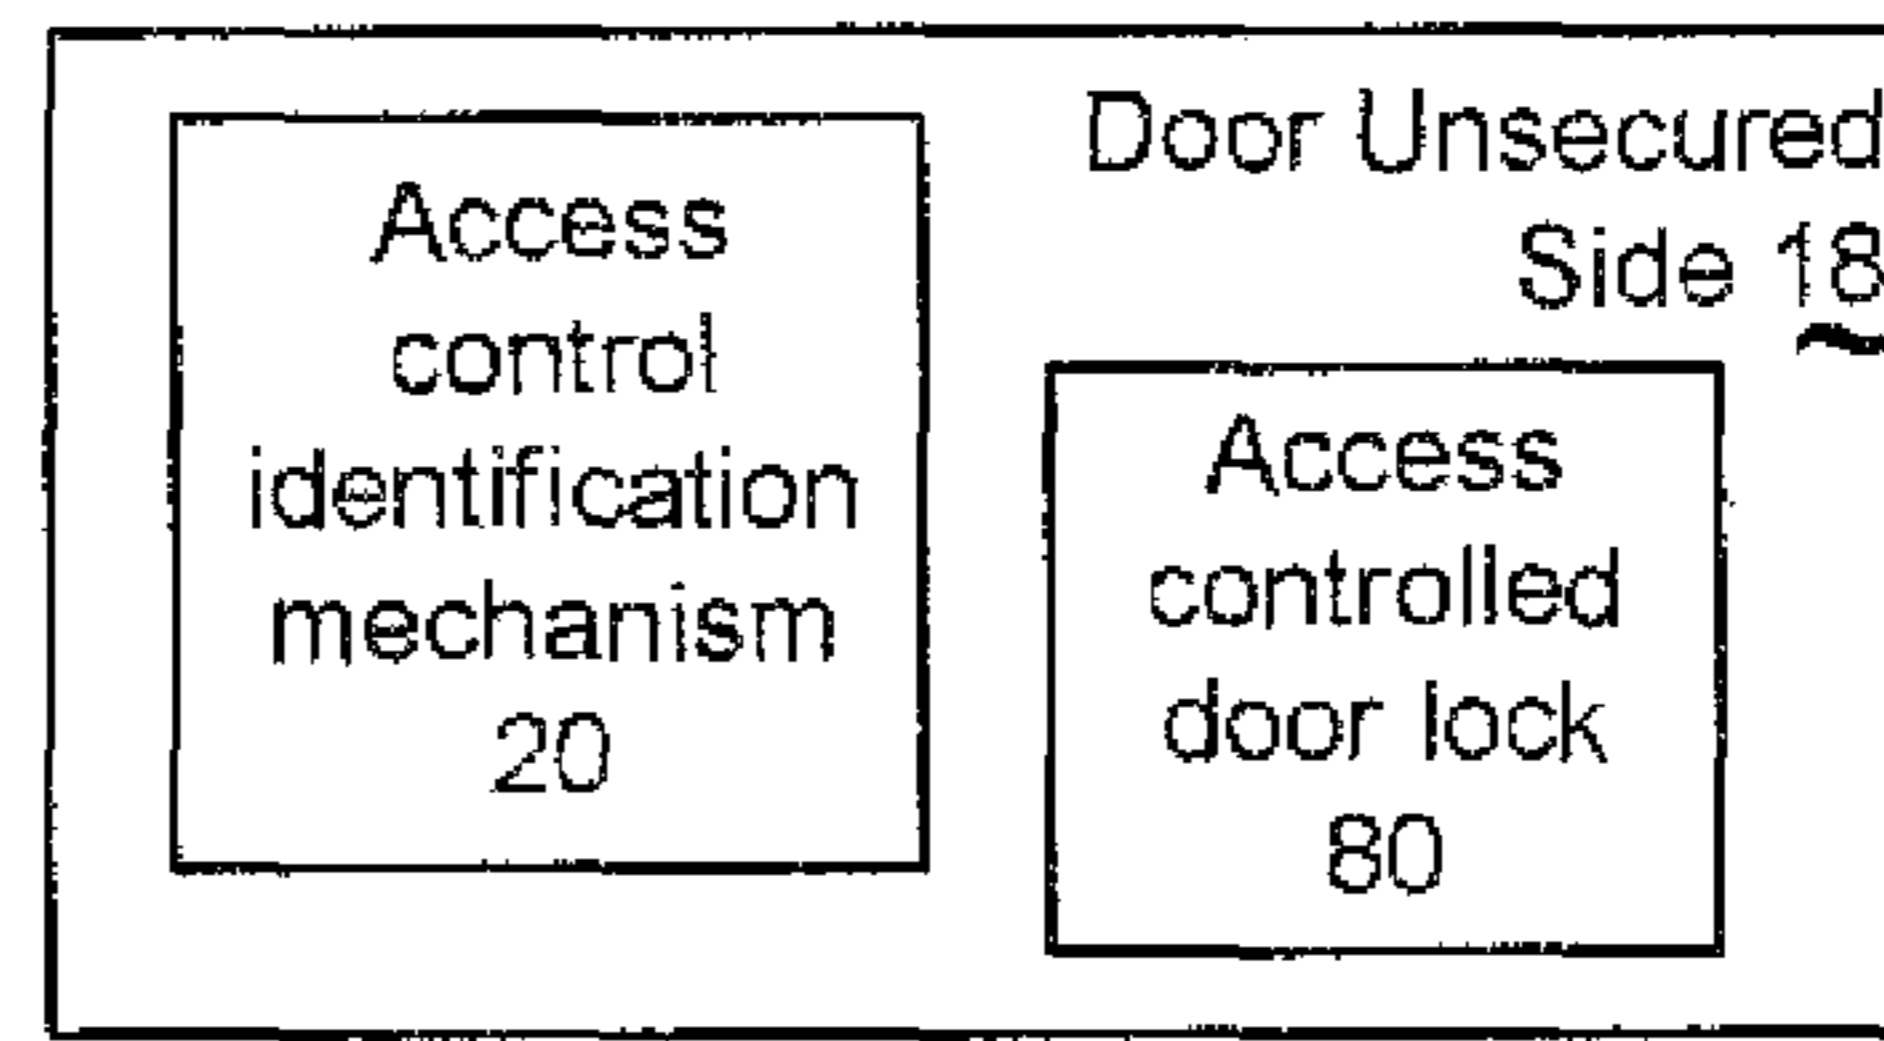 Access
control
identification
mechanism
20
Door Unsecured
Side 18
Access
controlled
door lock
80